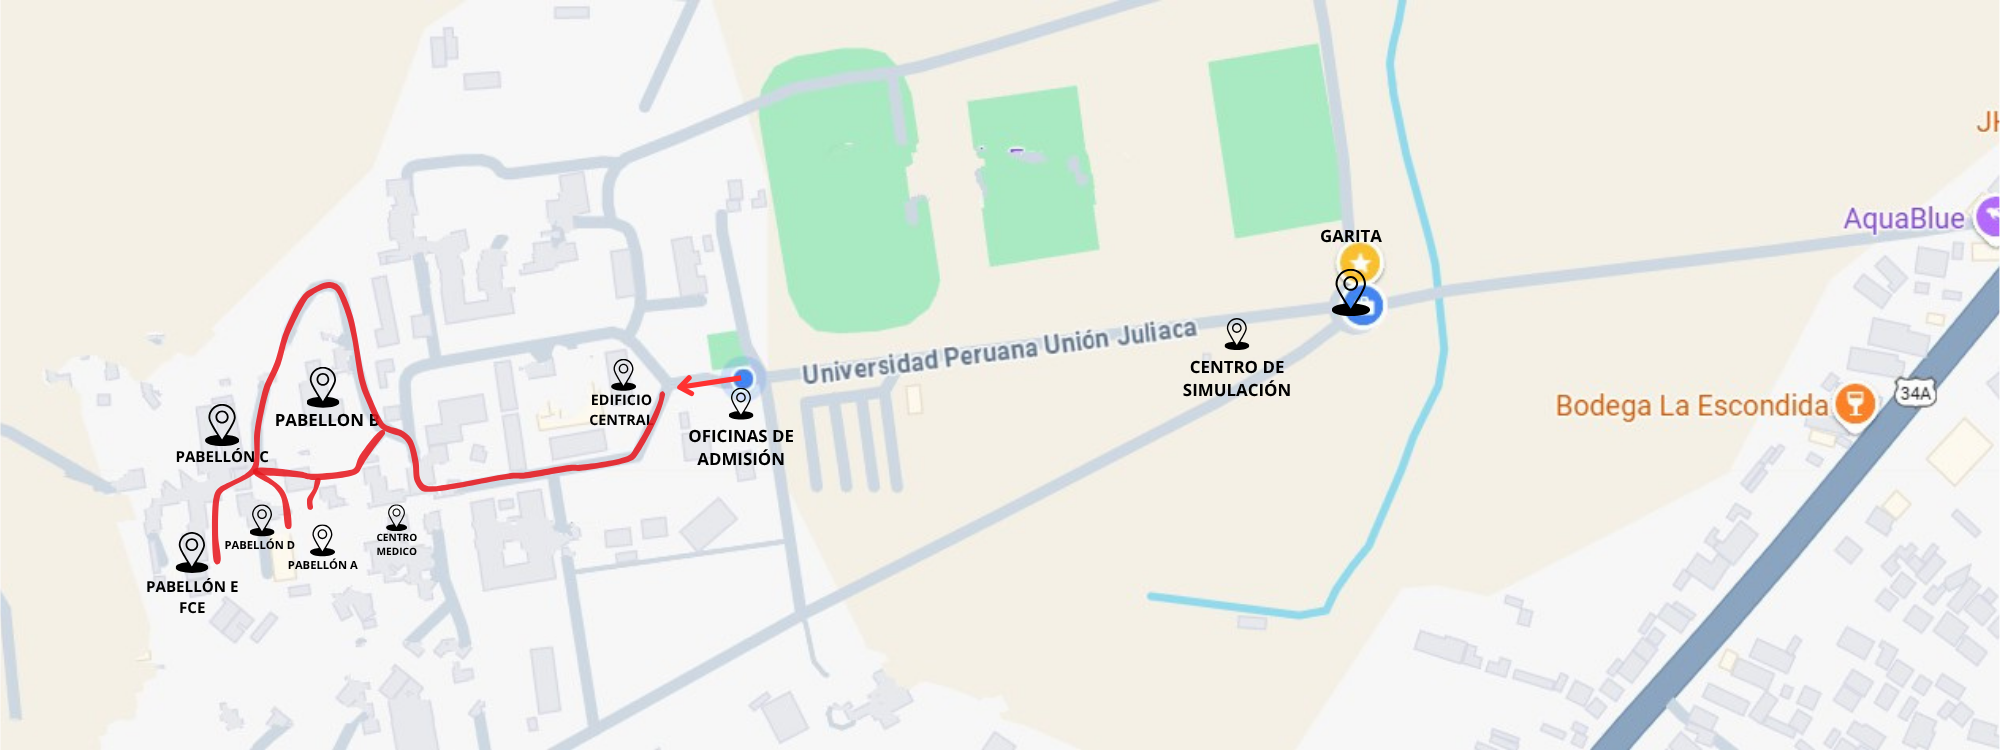 JH
AquaBlue
GARITA
Universidad Peruana Unión Juliaca
CENTRO DE
SIMULACIÓN
34A
Bodega La Escondida
EDIFICIO
CENTRAL
OFICINAS DE
ADMISIÓN
PABELLON B
PABELLÓN C
PABELLÓN D
CENTRO
MEDICO
PABELLÓN A
PABELLÓN E
FCE